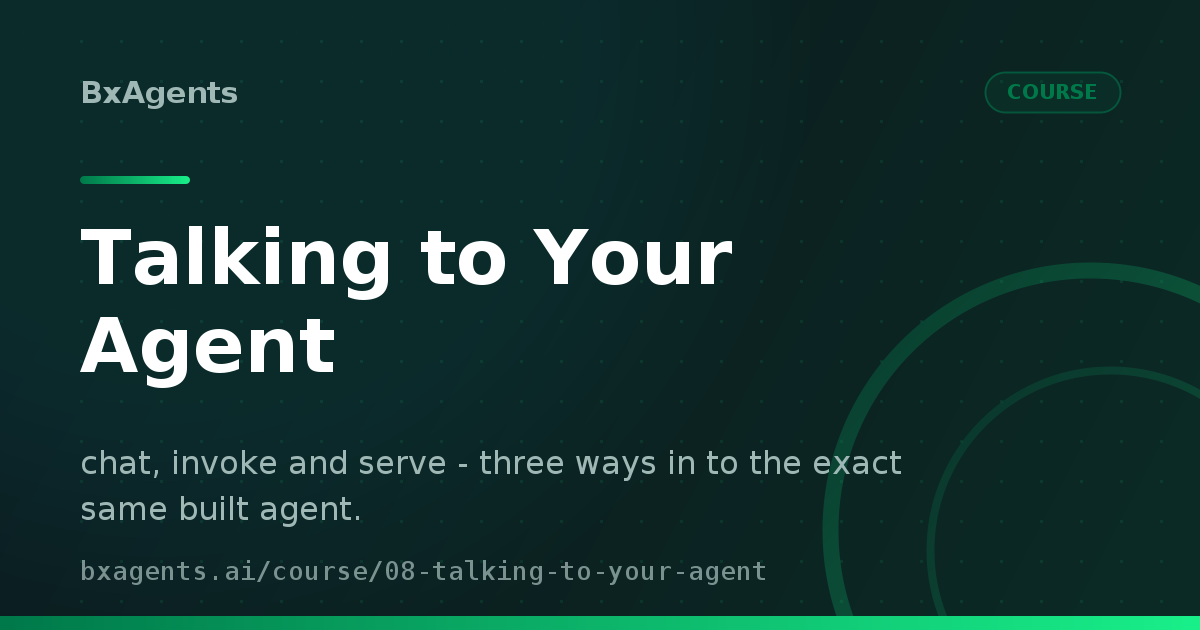 BxAgents
COURSE
Talking to Your
Agent
chat, invoke and serve - three ways in to the exact
same built agent.
bxagents.ai/course/08-talking-to-your-agent